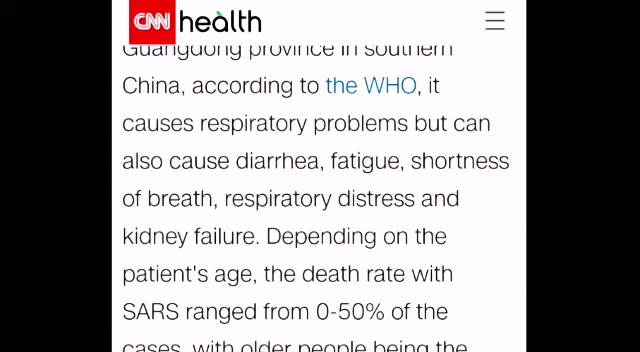 CNN health
Guangdong province in southern
China, according to the WHO, it
causes respiratory problems but can
also cause diarrhea, fatigue, shortness
of breath, respiratory distress and
kidney failure. Depending on the
patient's age, the death rate with
SARS ranged from 0-50% of the
cases, with older people being the